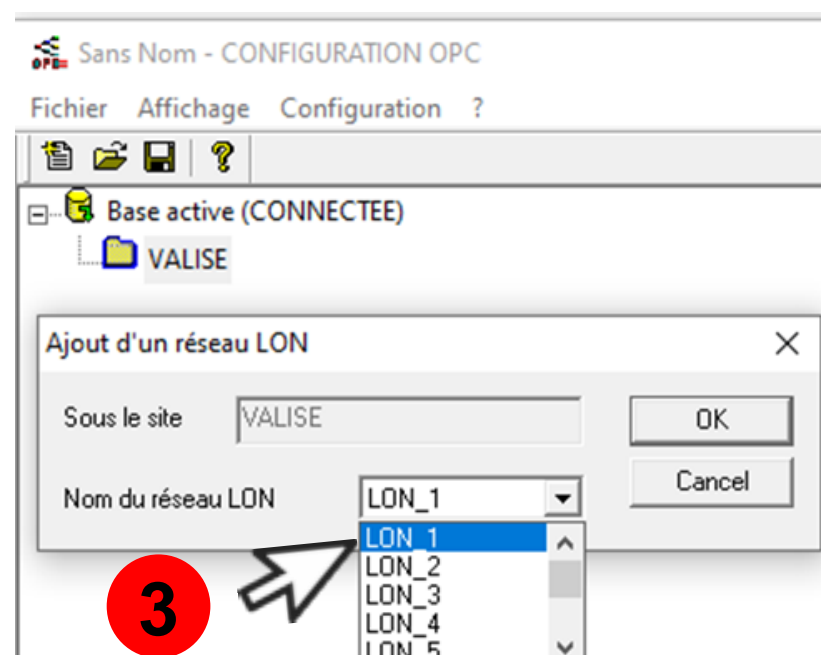 Sans Nom - CONFIGURATION OPC
Fichier Affichage Configuration ?
Base active (CONNECTEE)
VALISE
Ajout d'un réseau LON
Sous le site VALISE OK
Nom du réseau LON LON_1 Cancel
LON_1
LON_2
LON_3
LON_4
LON_5
3